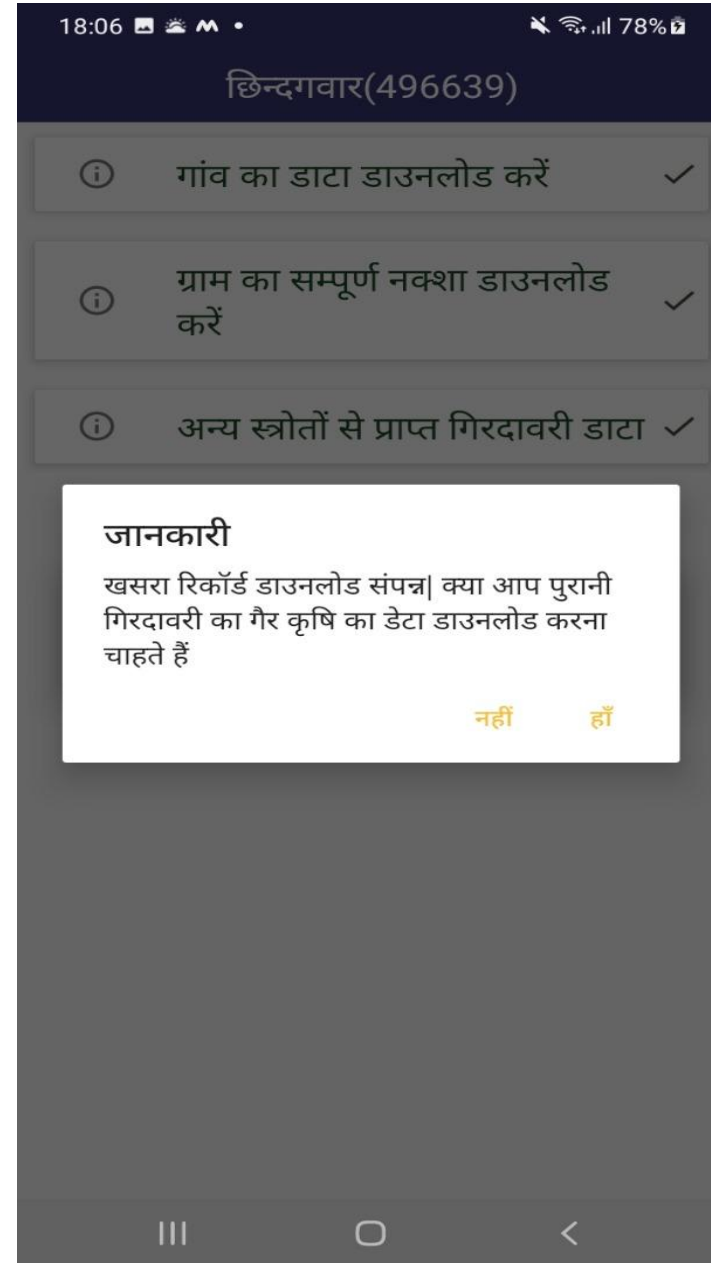 18:06
78%
छिन्दगवार(496639)
गांव का डाटा डाउनलोड करें
ग्राम का सम्पूर्ण नक्शा डाउनलोड
करें
अन्य स्त्रोतों से प्राप्त गिरदावरी डाटा
जानकारी
खसरा रिकॉर्ड डाउनलोड संपन्न| क्या आप पुरानी
गिरदावरी का गैर कृषि का डेटा डाउनलोड करना
चाहते हैं
नहीं हाँ